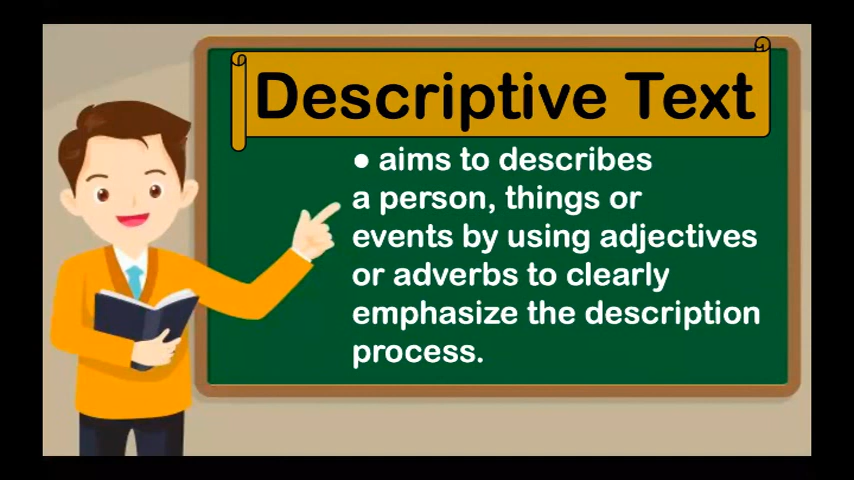 Descriptive Text
● aims to describes
a person, things or
events by using adjectives
or adverbs to clearly
emphasize the description
process.